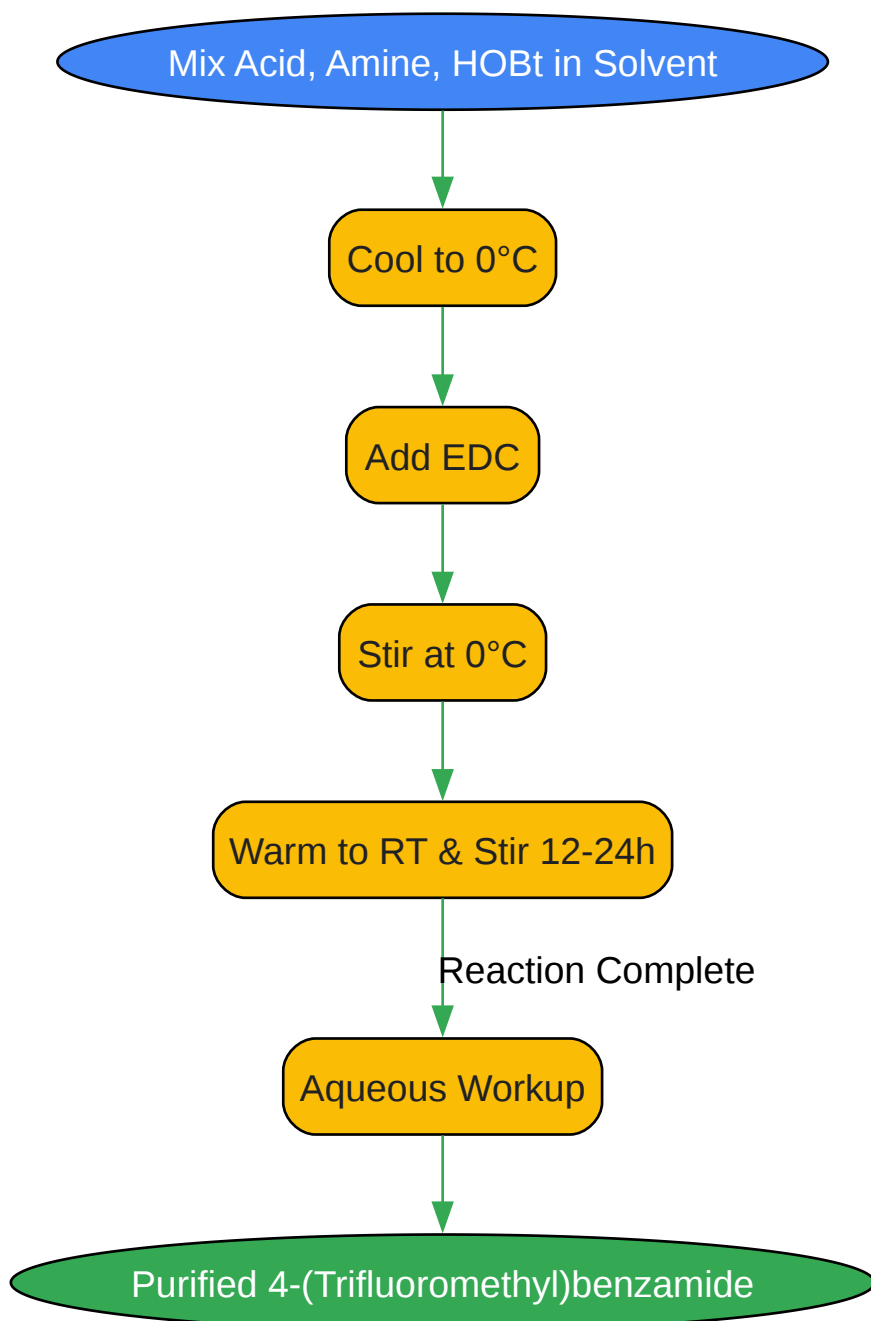 Mix Acid, Amine, HOBt in Solvent
Cool to 0°C
Add EDC
Stir at 0°C
Warm to RT & Stir 12-24h
Reaction Complete
Aqueous Workup
Purified 4-(Trifluoromethyl)benzamide